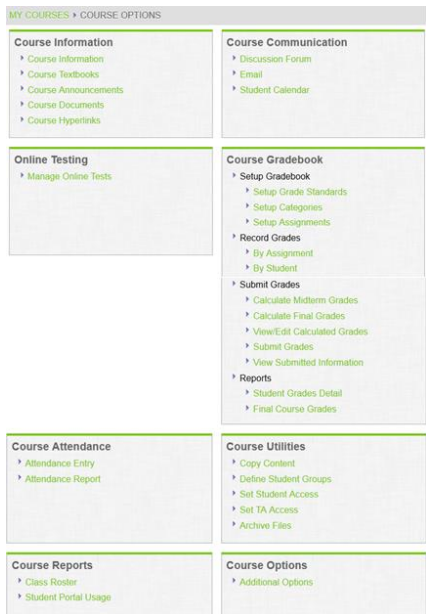 MY COURSES ▸ COURSE OPTIONS
Course Information
Course Information
Course Textbooks
Course Announcements
Course Documents
Course Hyperlinks
Course Communication
Discussion Forum
Email
Student Calendar
Online Testing
Manage Online Tests
Course Gradebook
Setup Gradebook
Setup Grade Standards
Setup Categories
Setup Assignments
Record Grades
By Assignment
By Student
Submit Grades
Calculate Midterm Grades
Calculate Final Grades
View/Edit Calculated Grades
Submit Grades
View Submitted Information
Reports
Student Grades Detail
Final Course Grades
Course Attendance
Attendance Entry
Attendance Report
Course Utilities
Copy Content
Define Student Groups
Set Student Access
Set TA Access
Archive Files
Course Reports
Class Roster
Student Portal Usage
Course Options
Additional Options